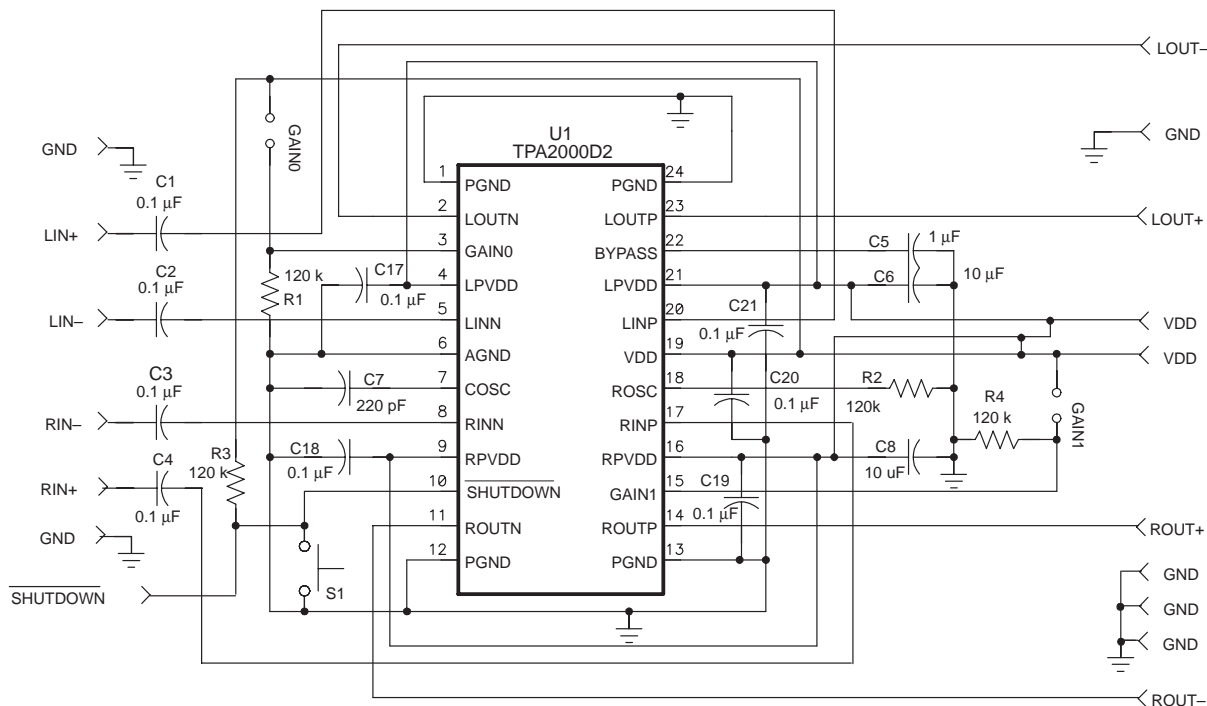 LOUT–
GND
LOUT+
VDD
VDD
ROUT+
GND
GND
GND
ROUT–
GND
LIN+
LIN–
RIN–
RIN+
GND
SHUTDOWN
C1
0.1 µF
C2
0.1 µF
C3
0.1 µF
C4
0.1 µF
GAIN0
120 k
R1
C17
0.1 µF
C7
220 pF
C18
0.1 µF
R3
120 k
S1
U1
TPA2000D2
1 PGND
2 LOUTN
3 GAIN0
4 LPVDD
5 LINN
6 AGND
7 COSC
8 RINN
9 RPVDD
10 SHUTDOWN
11 ROUTN
12 PGND
PGND 24
LOUTP 23
BYPASS 22
LPVDD 21
LINP 20
VDD 19
ROSC 18
RINP 17
RPVDD 16
GAIN1 15
ROUTP 14
PGND 13
C5
1 µF
C6
10 µF
C21
0.1 µF
C20
0.1 µF
R2
120k
R4
120 k
GAIN1
C8
10 uF
C19
0.1 µF